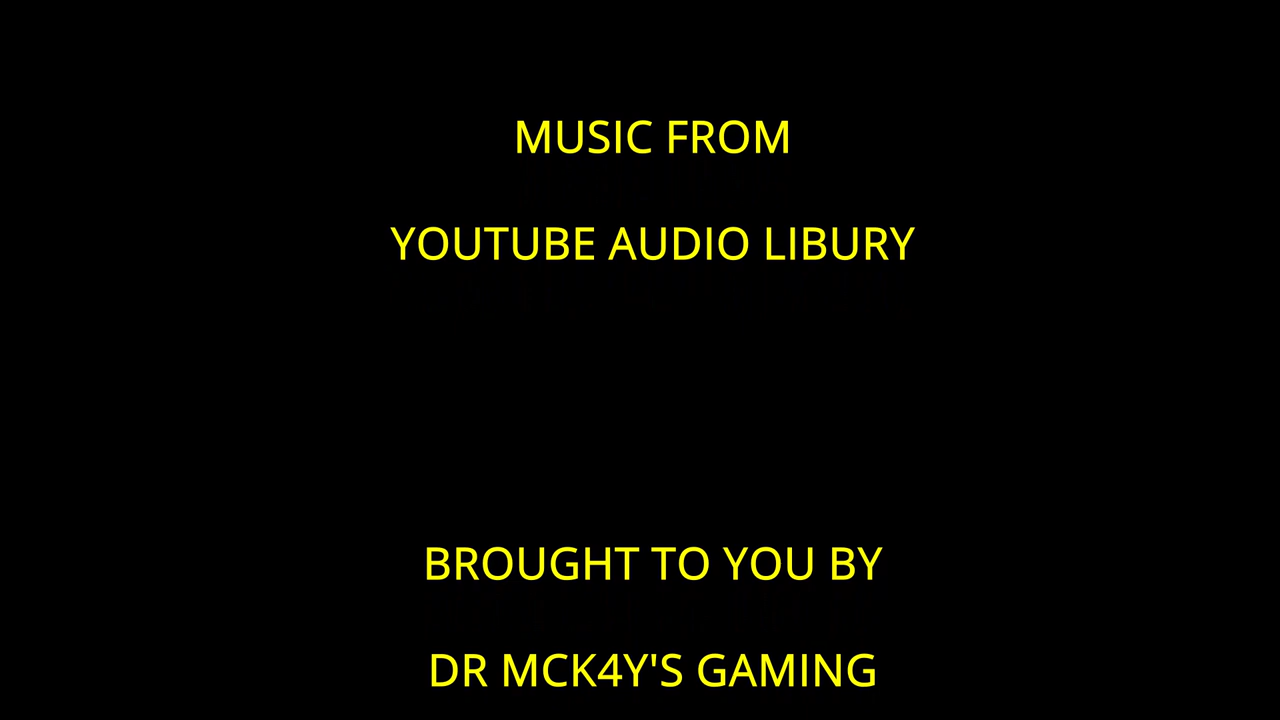 MUSIC FROM
YOUTUBE AUDIO LIBURY
BROUGHT TO YOU BY
DR MCK4Y'S GAMING